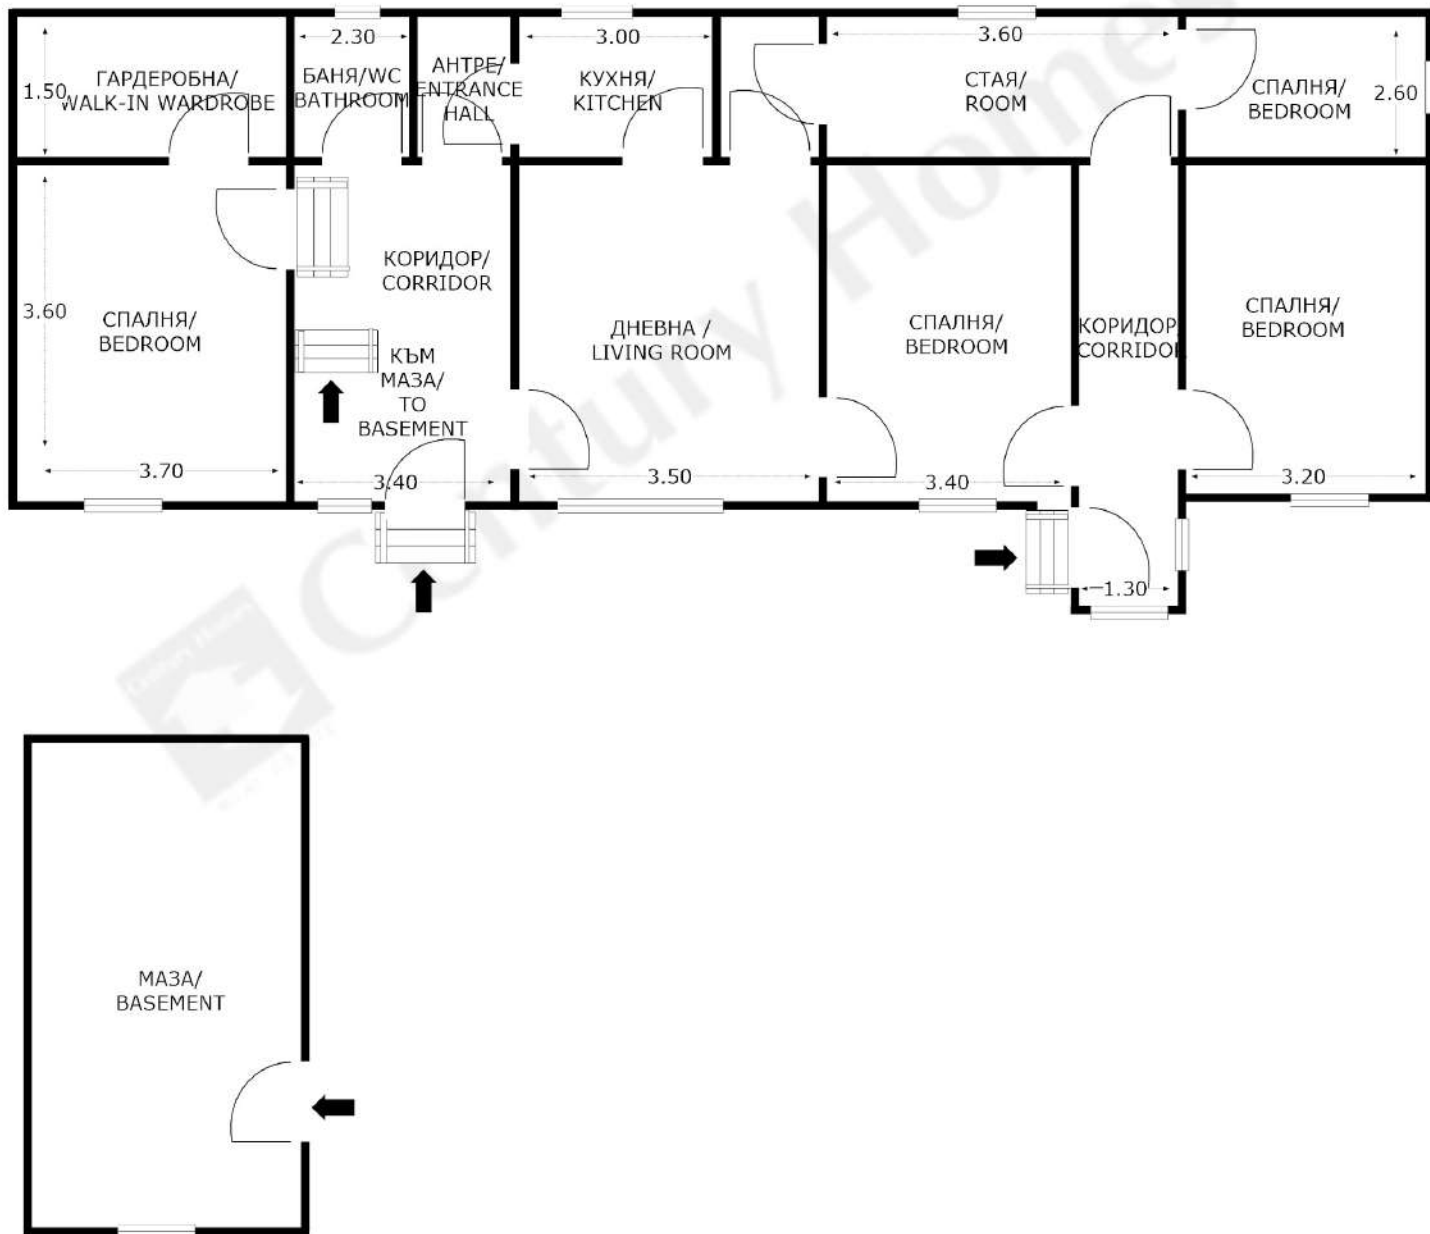 2.30
3.00
3.60
1.50
ГАРДЕРОБНА/
WALK-IN WARDROBE
БАНЯ/WC
BATHROOM
АНТРЕ/
ENTRANCE
HALL
КУХНЯ/
KITCHEN
СТАЯ/
ROOM
СПАЛНЯ/
BEDROOM
2.60
3.60
СПАЛНЯ/
BEDROOM
КОРИДОР/
CORRIDOR
КЪМ
МАЗА/
TO
BASEMENT
ДНЕВНА /
LIVING ROOM
СПАЛНЯ/
BEDROOM
КОРИДОР
CORRIDOR
СПАЛНЯ/
BEDROOM
3.70
3.40
3.50
3.40
3.20
1.30
Century Homes
МАЗА/
BASEMENT